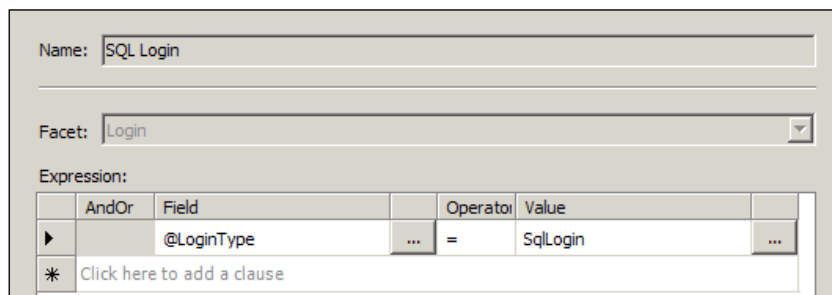 Name: SQL Login
Facet: Login
Expression:
AndOr Field Operator Value
@LoginType ... = SqlLogin ...
Click here to add a clause